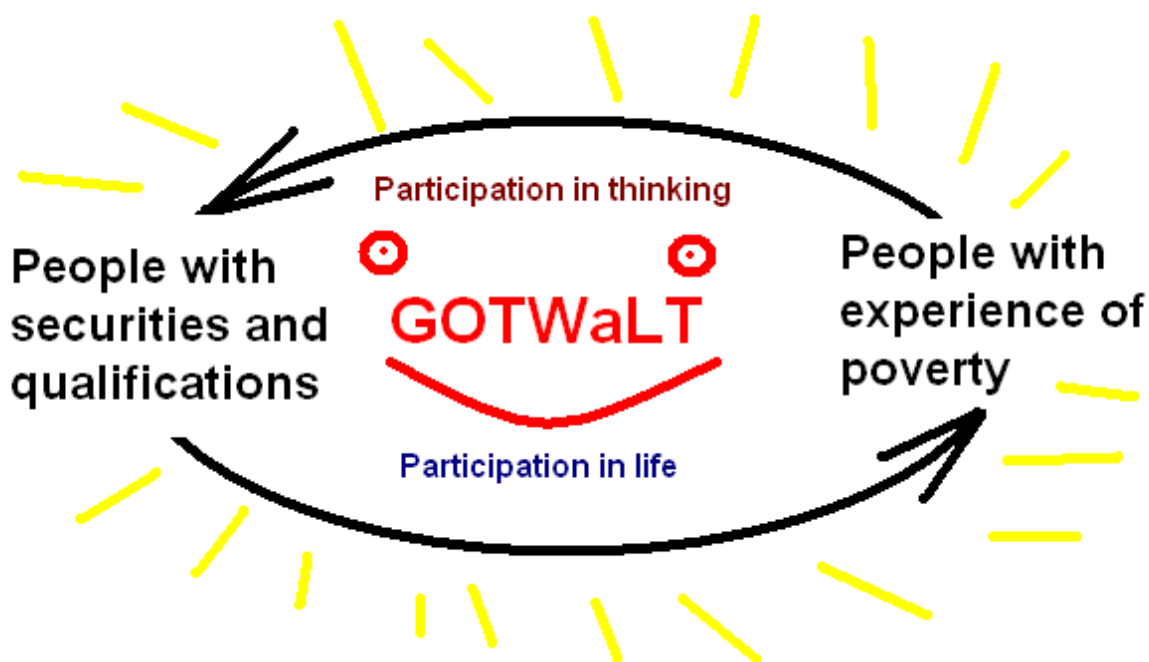 Participation in thinking
People with
securities and
qualifications
GOTWaLT
People with
experience of
poverty
Participation in life